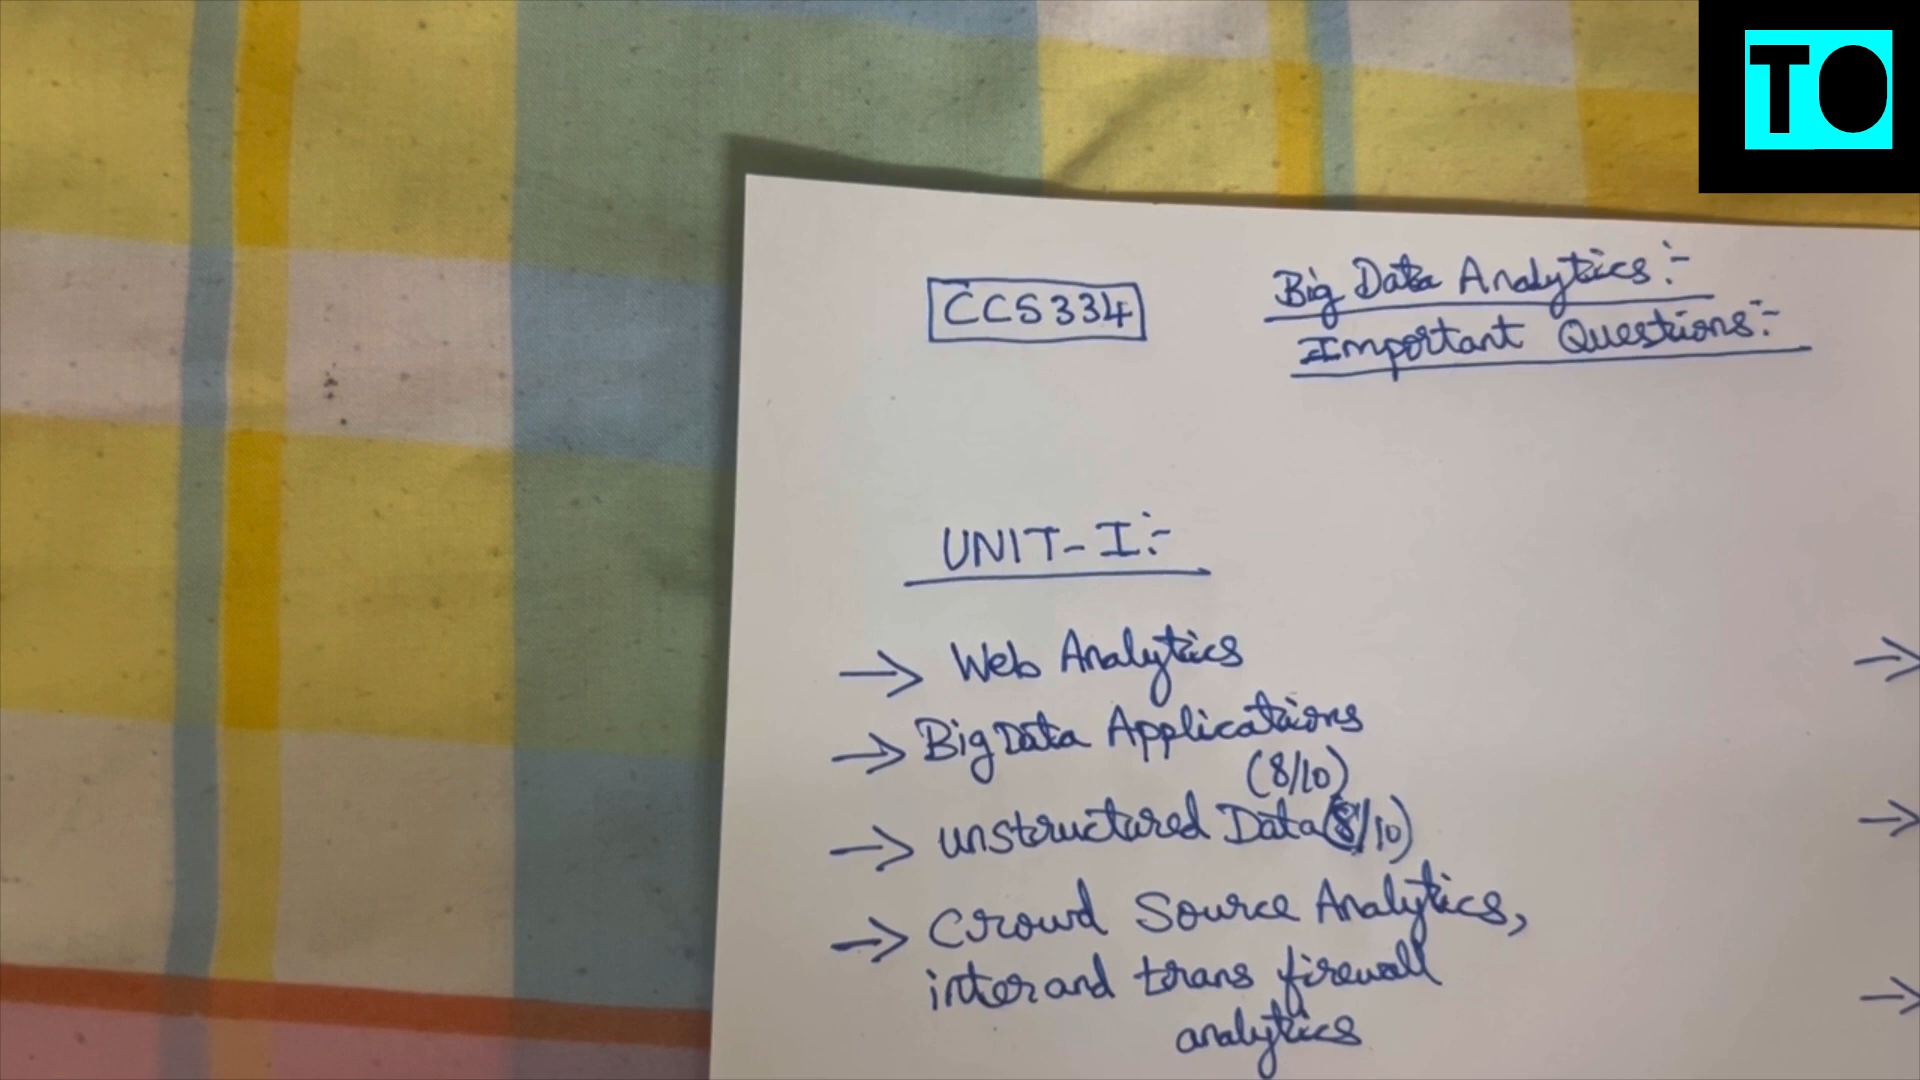 TO
CCS334
Big Data Analytics:-
Important Questions:-
UNIT-I:-
→ Web Analytics
→ Big Data Applications
(8/10)
→ unstructured Data (8/10)
→ Crowd Source Analytics,
inter and trans firewall
analytics